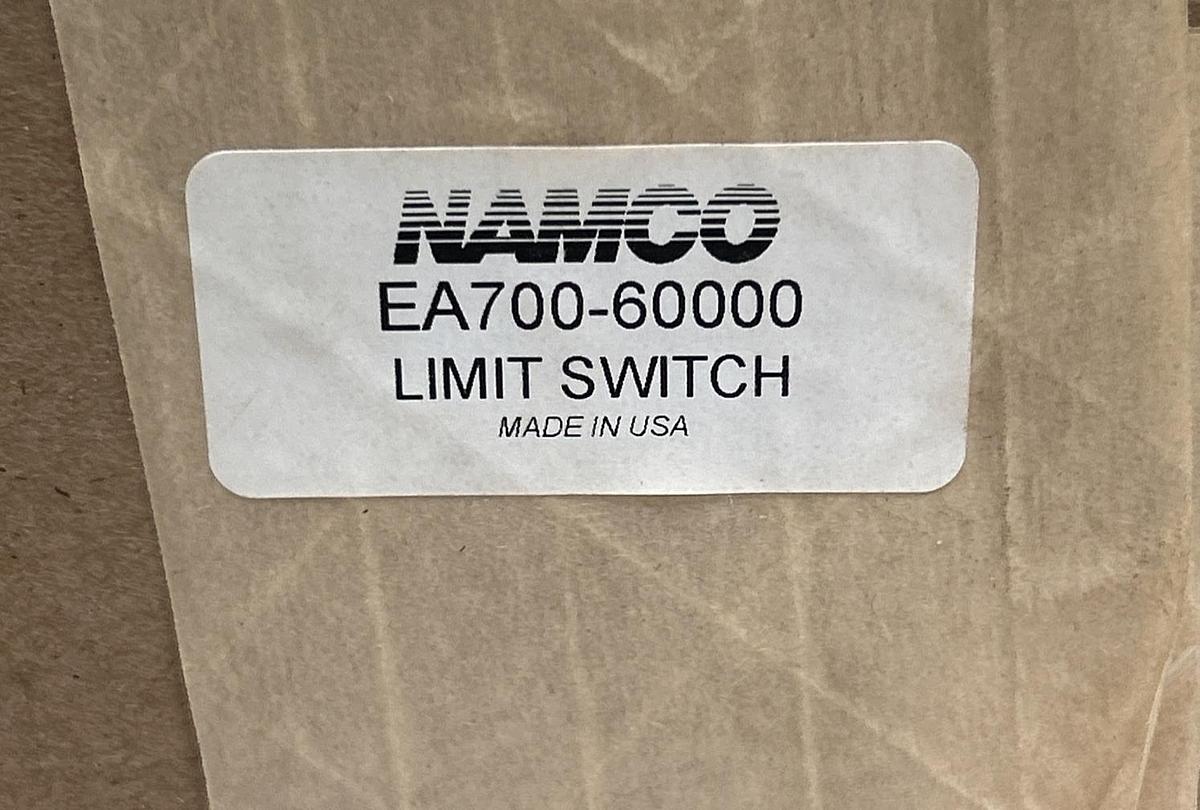 NAMCO
EA700-60000
LIMIT SWITCH
MADE IN USA